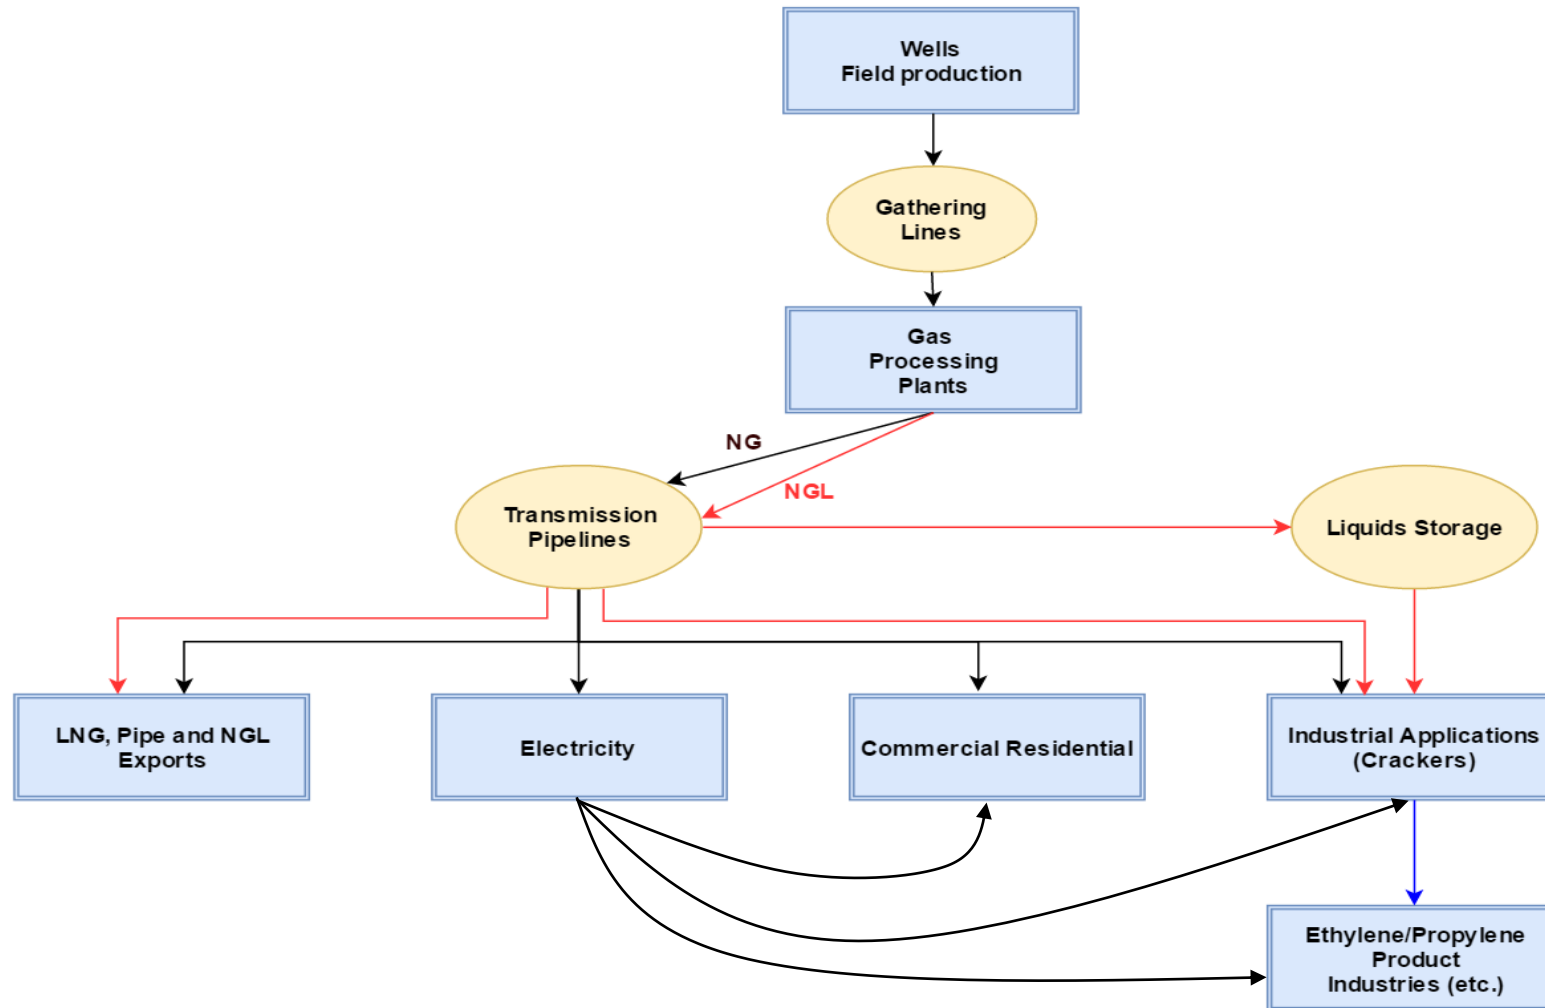 Wells
Field production
Gathering
Lines
Gas
Processing
Plants
NG
NGL
Transmission
Pipelines
Liquids Storage
LNG, Pipe and NGL
Exports
Electricity
Commercial Residential
Industrial Applications
(Crackers)
Ethylene/Propylene
Product
Industries (etc.)